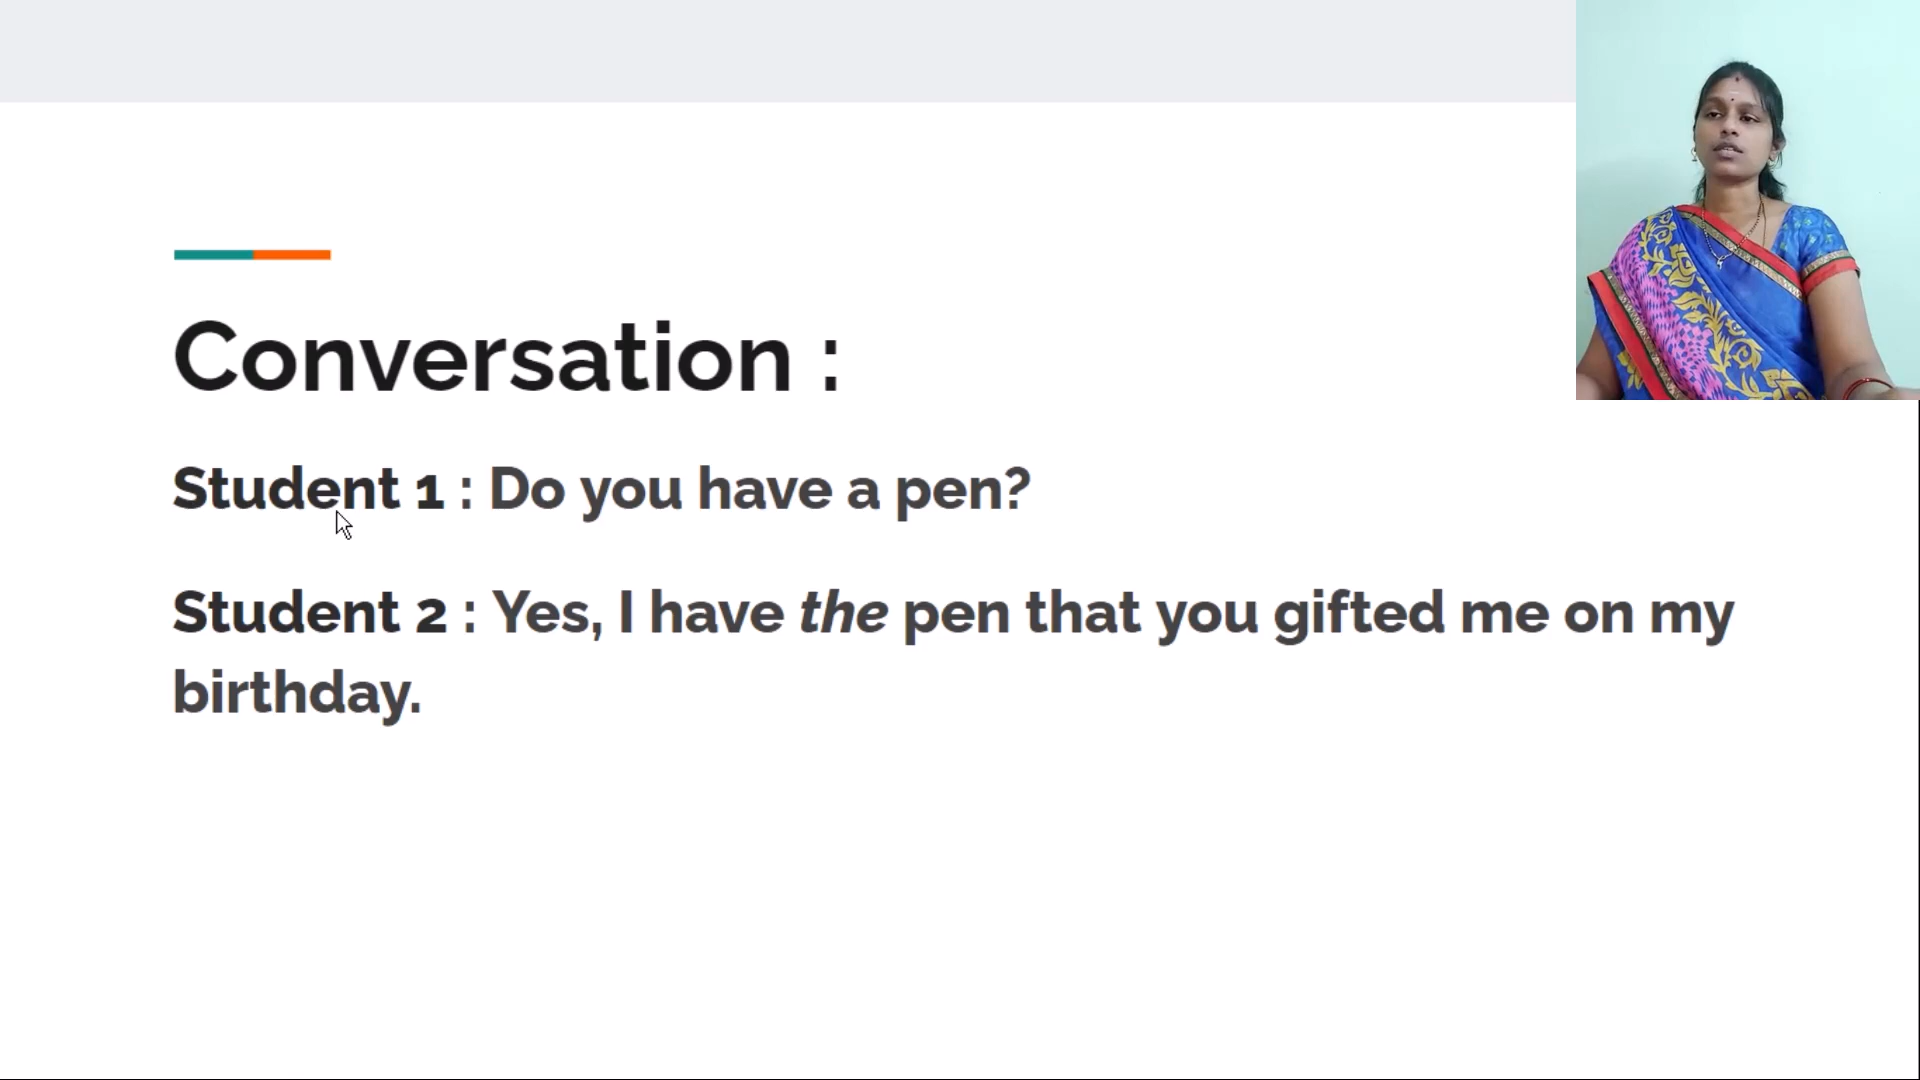 Conversation :
Student 1 : Do you have a pen?
Student 2 : Yes, I have the pen that you gifted me on my
birthday.